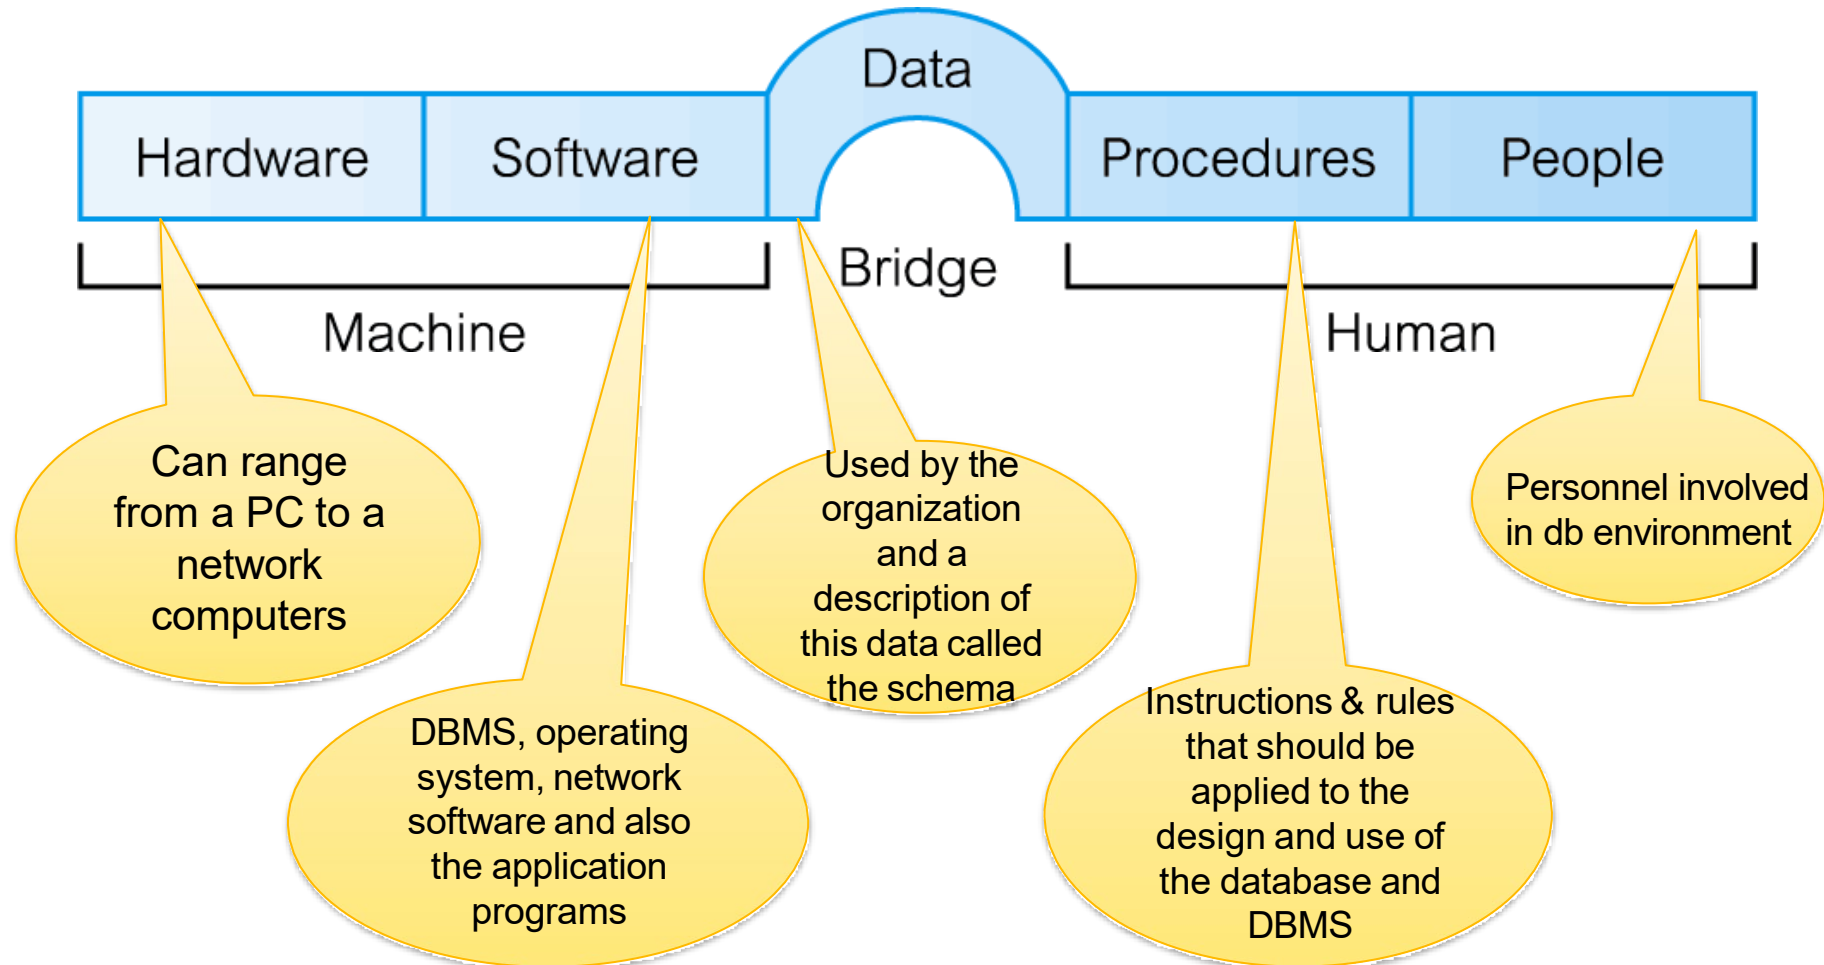 Data
Hardware
Software
Procedures
People
Bridge
Machine
Human
Can range
from a PC to a
network
computers
DBMS, operating
system, network
software and also
the application
programs
Used by the
organization
and a
description of
this data called
the schema
Instructions & rules
that should be
applied to the
design and use of
the database and
DBMS
Personnel involved
in db environment